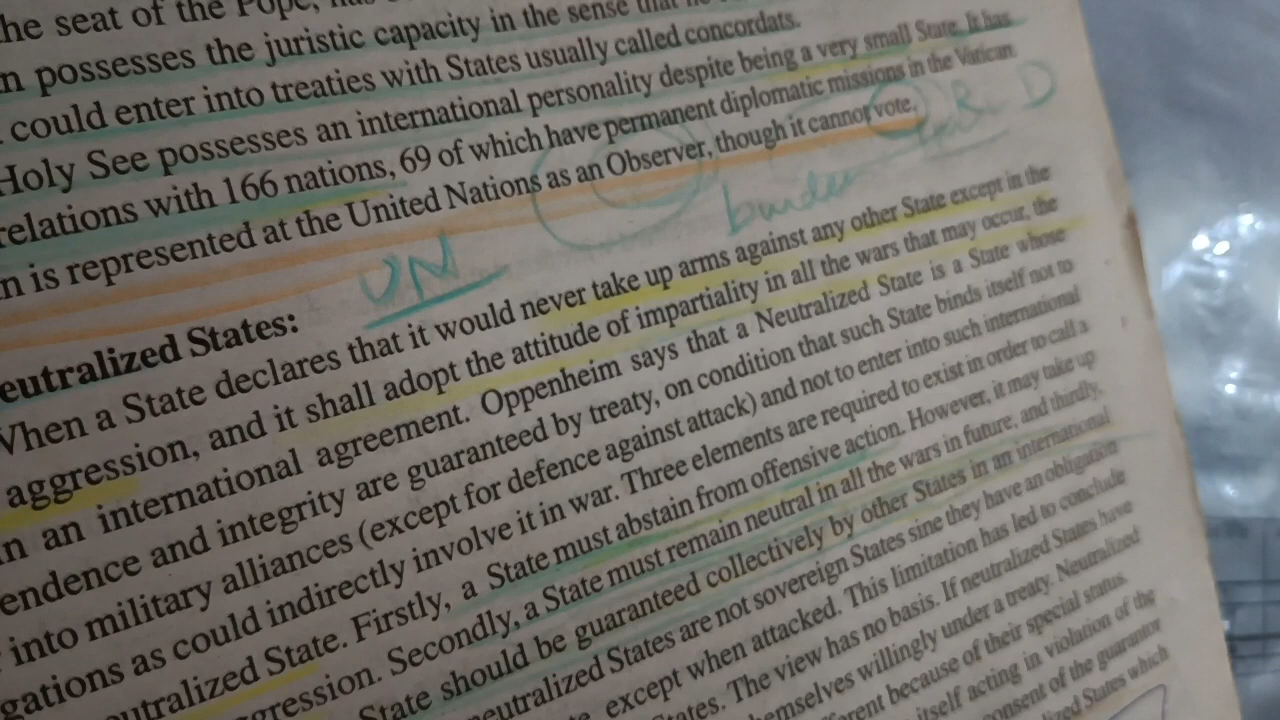 he seat of the Pope,
n possesses the juristic capacity in the sense that he
could enter into treaties with States usually called concordats.
Holy See possesses an international personality despite being a very small State. It has
relations with 166 nations, 69 of which have permanent diplomatic missions in the Vatican
n is represented at the United Nations as an Observer, though it cannot vote.
R D
UN
eutralized States:
When a State declares that it would never take up arms against any other State except in the
aggression, and it shall adopt the attitude of impartiality in all the wars that may occur, the
n an international agreement. Oppenheim says that a Neutralized State is a State whose
endence and integrity are guaranteed by treaty, on condition that such State binds itself not to
into military alliances (except for defence against attack) and not to enter into such international
gations as could indirectly involve it in war. Three elements are required to exist in order to call a
utralized State. Firstly, a State must abstain from offensive action. However, it may take up
gression. Secondly, a State must remain neutral in all the wars in future, and thirdly,
State should be guaranteed collectively by other States in an international
neutralized States are not sovereign States sine they have an obligation
except when attacked. This limitation has led to conclude
tates. The view has no basis. If neutralized States have
hemselves willingly under a treaty. Neutralized
erent because of their special status.
itself acting in violation of the
onsent of the guarantor
zed States which